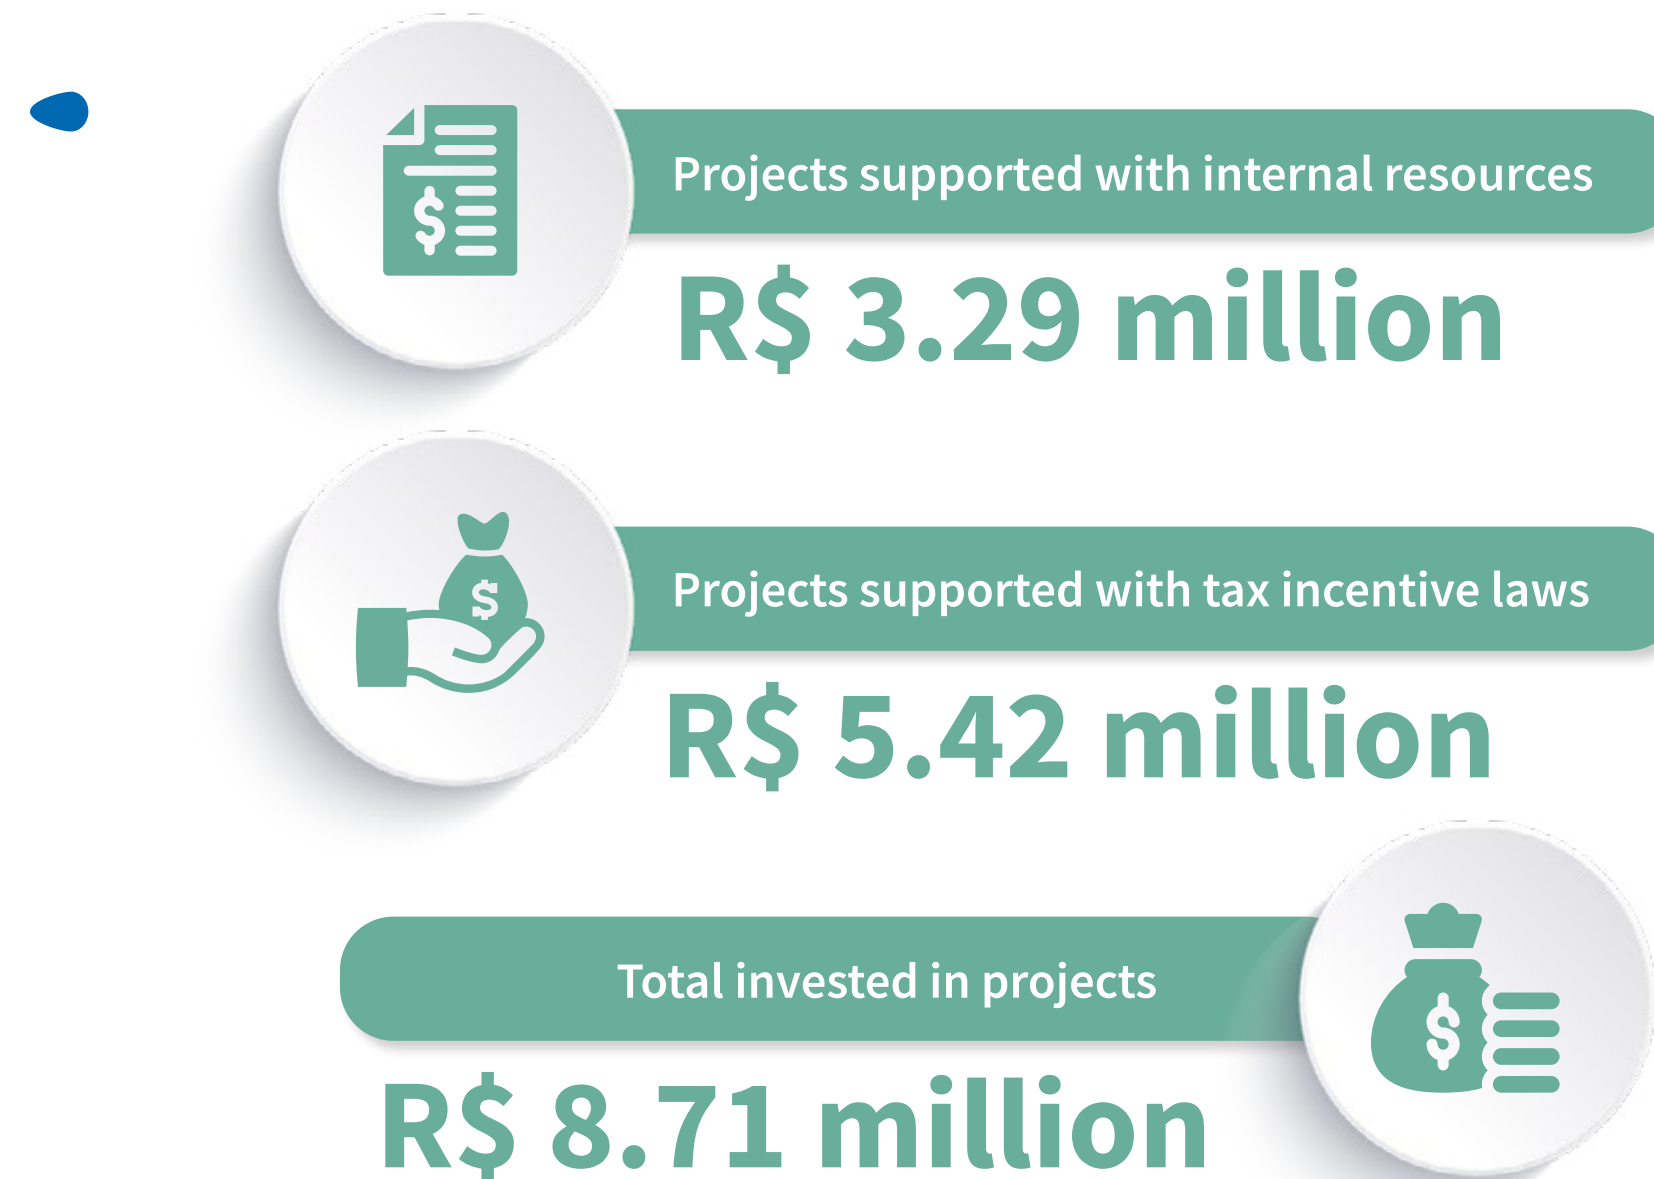 Projects supported with internal resources
R$ 3.29 million
Projects supported with tax incentive laws
R$ 5.42 million
Total invested in projects
R$ 8.71 million